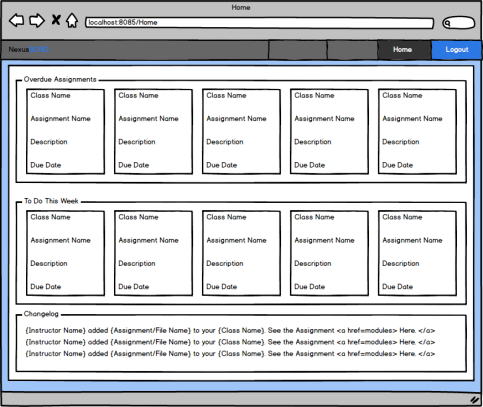 Home
localhost:8085/Home
Nexus
Home
Logout
Overdue Assignments
Class Name Class Name Class Name Class Name Class Name
Assignment Name Assignment Name Assignment Name Assignment Name Assignment Name
Description Description Description Description Description
Due Date Due Date Due Date Due Date Due Date
To Do This Week
Class Name Class Name Class Name Class Name Class Name
Assignment Name Assignment Name Assignment Name Assignment Name Assignment Name
Description Description Description Description Description
Due Date Due Date Due Date Due Date Due Date
Changelog
{Instructor Name} added {Assignment/File Name} to your {Class Name}. See the Assignment <a href=modules> Here. </a>
{Instructor Name} added {Assignment/File Name} to your {Class Name}. See the Assignment <a href=modules> Here. </a>
{Instructor Name} added {Assignment/File Name} to your {Class Name}. See the Assignment <a href=modules> Here. </a>